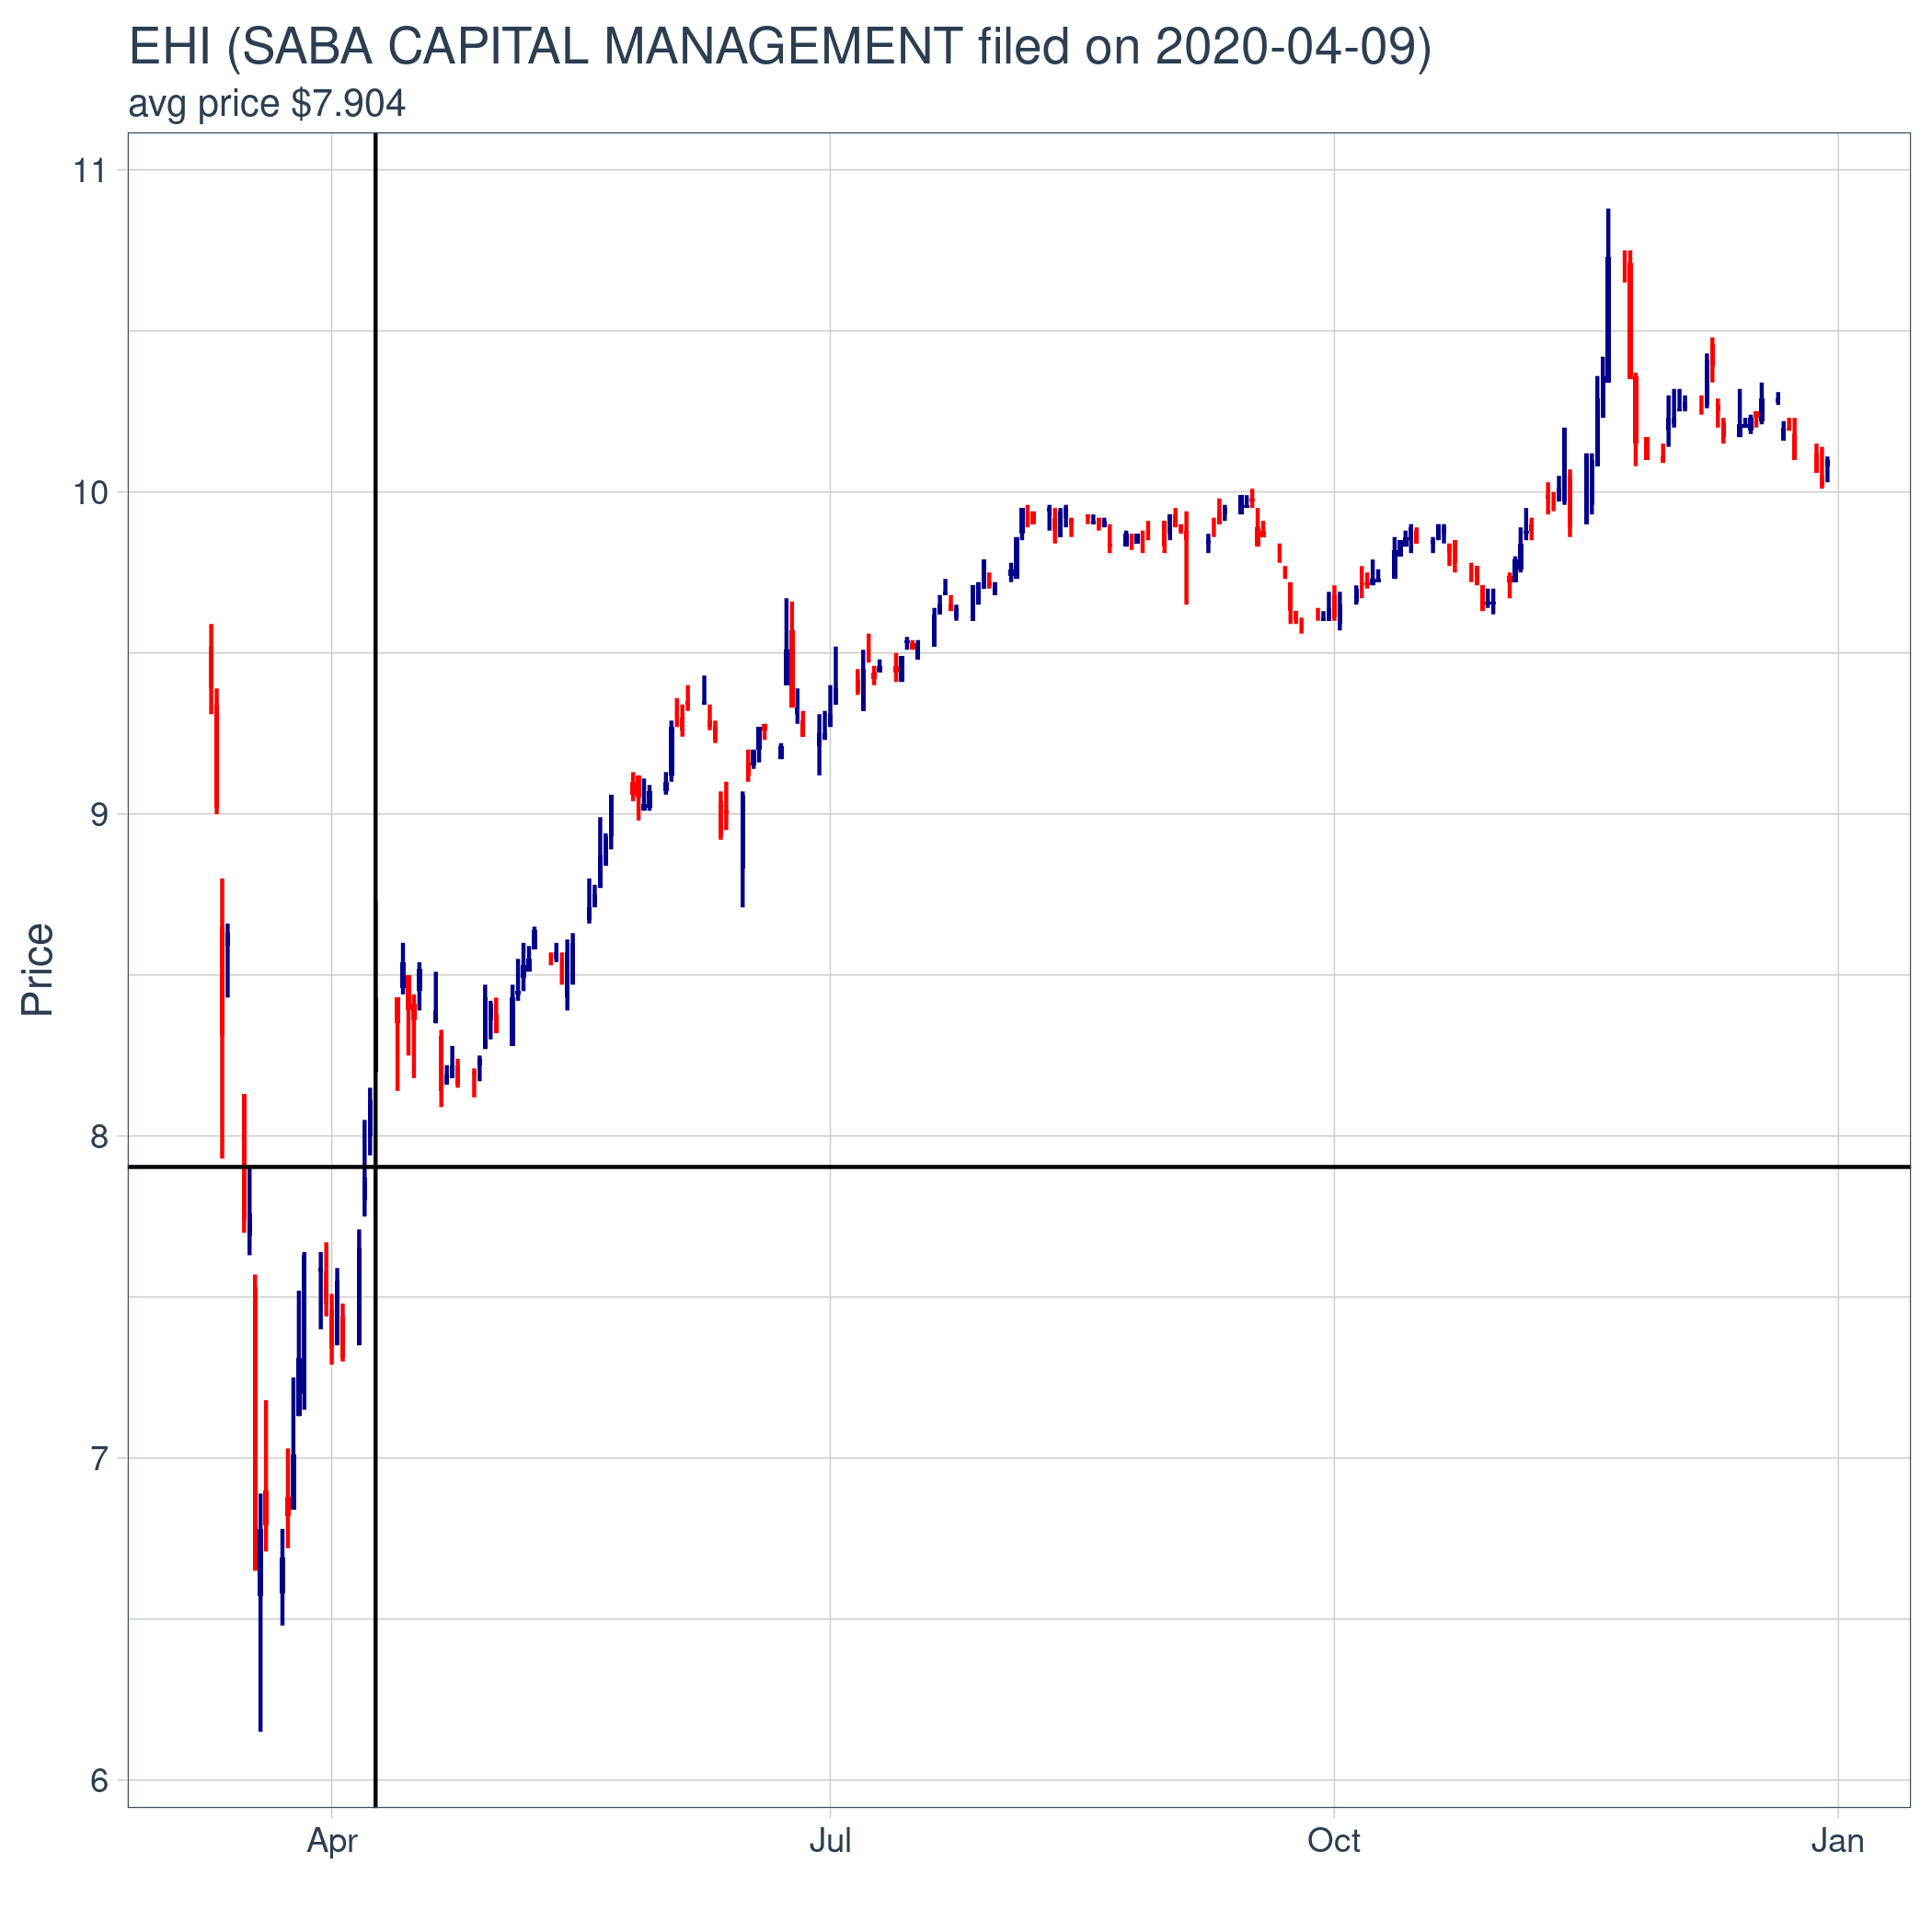 EHI (SABA CAPITAL MANAGEMENT filed on 2020-04-09)
avg price $7.904
11
10
9
8
7
6
Price
Apr Jul Oct Jan